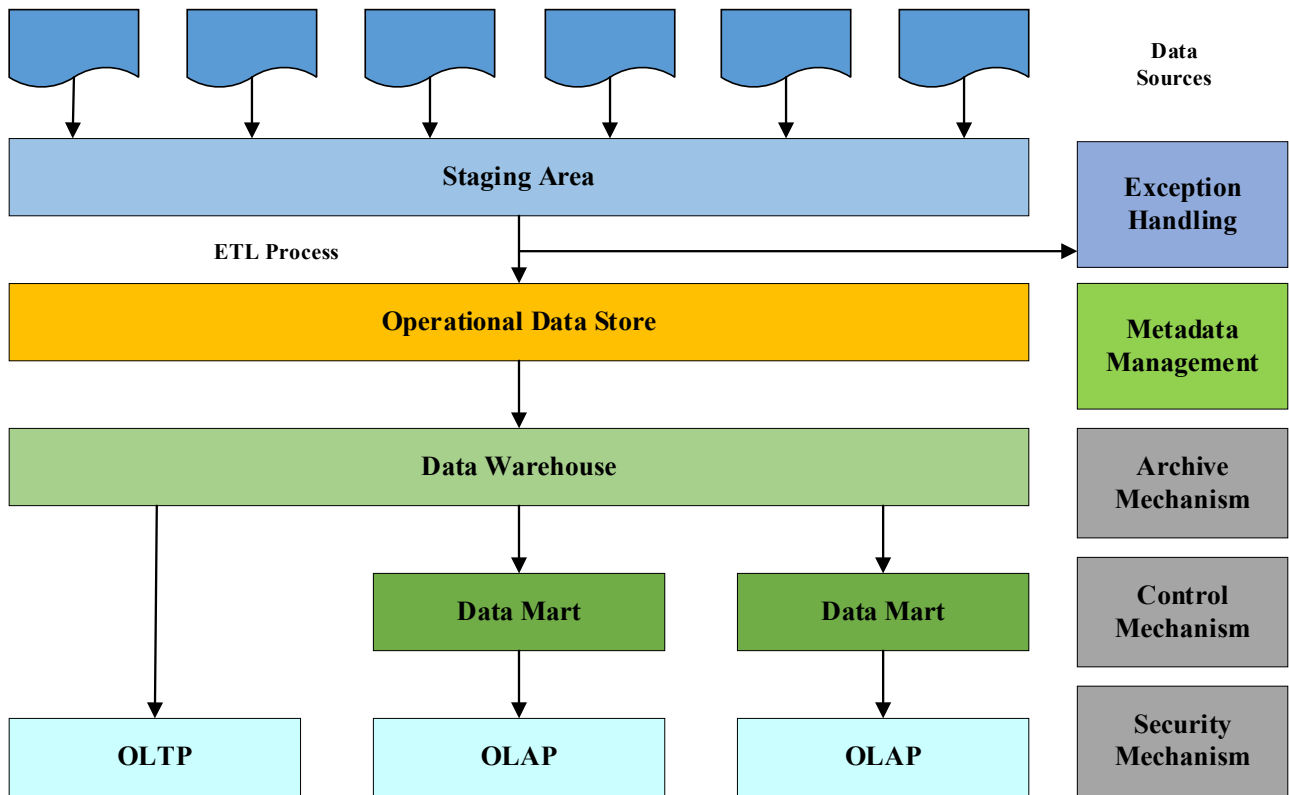 Data
Sources
Staging Area
Exception
Handling
ETL Process
Operational Data Store
Metadata
Management
Data Warehouse
Archive
Mechanism
Data Mart
Data Mart
Control
Mechanism
OLTP
OLAP
OLAP
Security
Mechanism